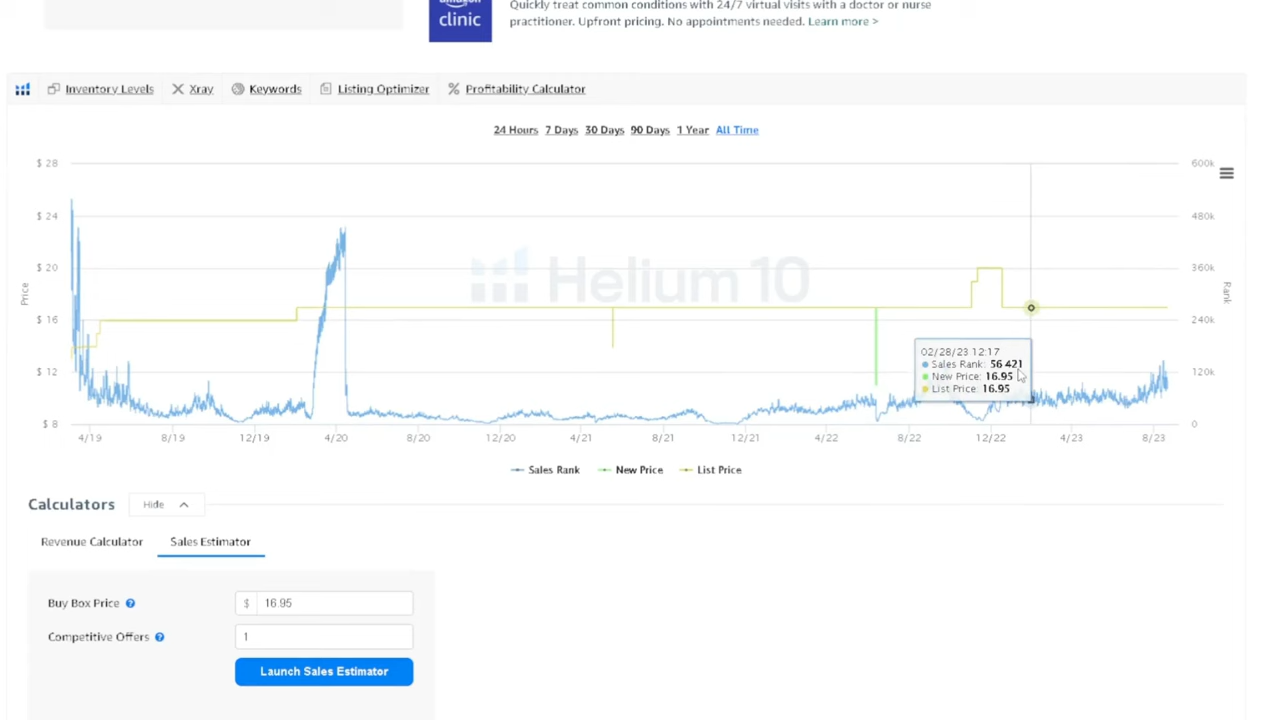 amazon
clinic
Quickly treat common conditions with 24/7 virtual visits with a doctor or nurse
practitioner. Upfront pricing. No appointments needed. Learn more >
Inventory Levels Xray Keywords Listing Optimizer Profitability Calculator
24 Hours 7 Days 30 Days 90 Days 1 Year All Time
$ 28 600k
$ 24 480k
$ 20 360k
Helium 10
Price Rank
$ 16 240k
02/28/23 12:17
Sales Rank: 56 421
$ 12 120k
New Price: 16.95
List Price: 16.95
$ 8 0
4/19 8/19 12/19 4/20 8/20 12/20 4/21 8/21 12/21 4/22 8/22 12/22 4/23 8/23
Sales Rank New Price List Price
Calculators Hide
Revenue Calculator Sales Estimator
Buy Box Price ? $ 16.95
Competitive Offers ? 1
Launch Sales Estimator